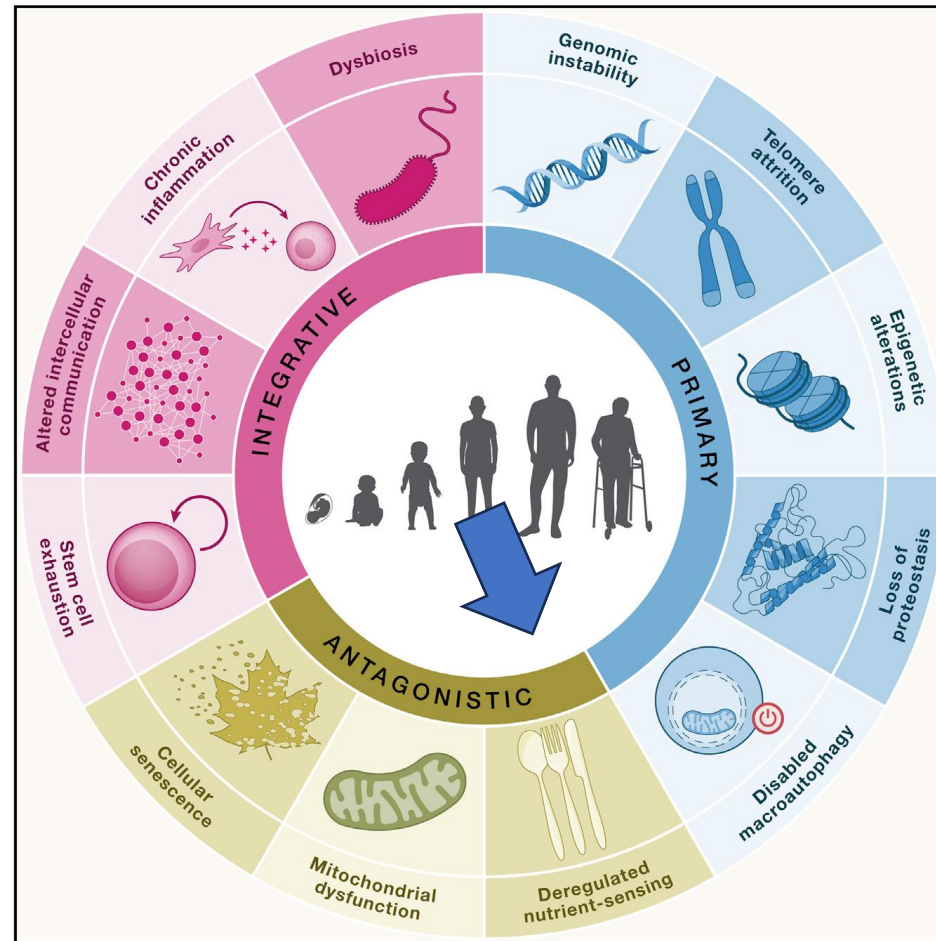 Dysbiosis
Genomic
instability
Telomere
attrition
Epigenetic
alterations
Loss of
proteostasis
Disabled
macroautophagy
Deregulated
nutrient-sensing
Mitochondrial
dysfunction
Cellular
senescence
Stem cell
exhaustion
Altered intercellular
communication
Chronic
inflammation
INTEGRATIVE
PRIMARY
ANTAGONISTIC